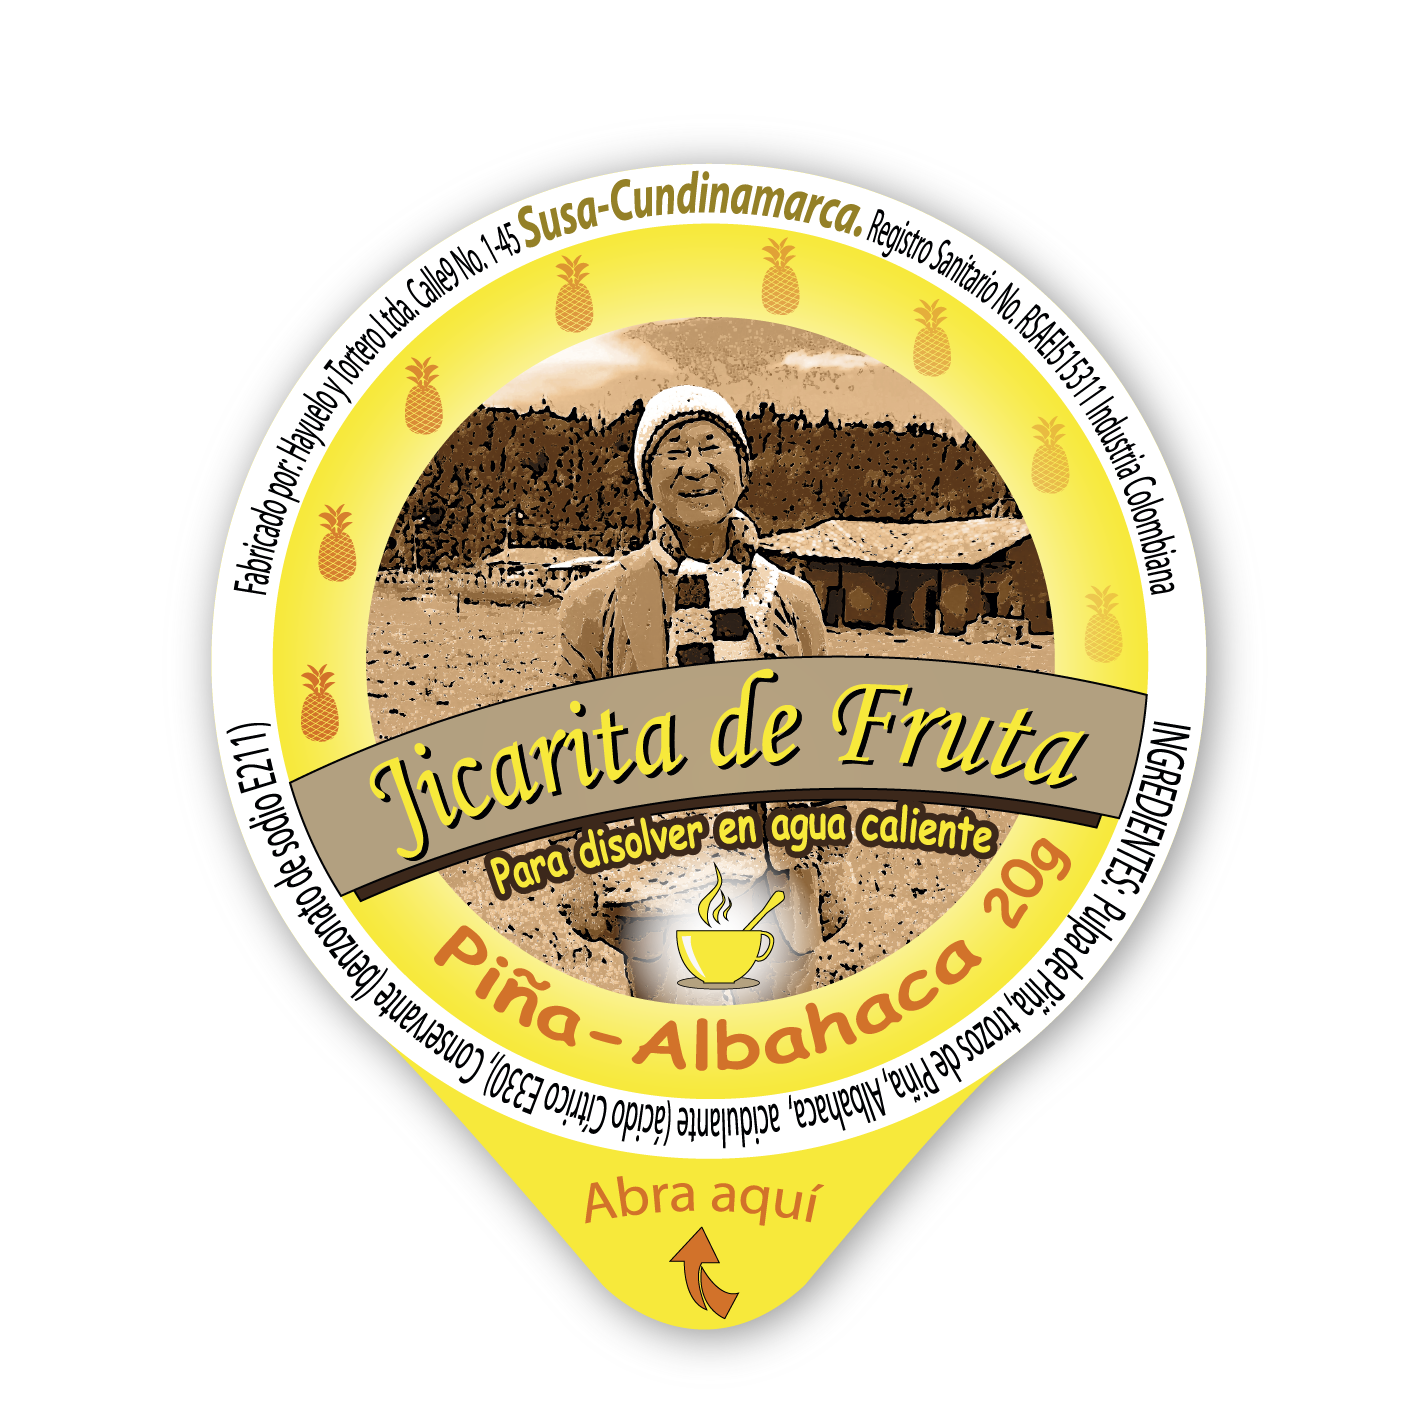 Fabricado por: Hayuelo y Tortero Ltda. Calle9 No. 1-45 Susa-Cundinamarca. Registro Sanitario No. RSAEI515311 Industria Colombiana
Jicarita de Fruta
Para disolver en agua caliente
Piña - Albahaca 20g
INGREDIENTES: Pulpa de Piña, trozos de Piña, Albahaca, acidulante (ácido Cítrico E330), Conservante (benzonato de sodio E211)
Abra aquí